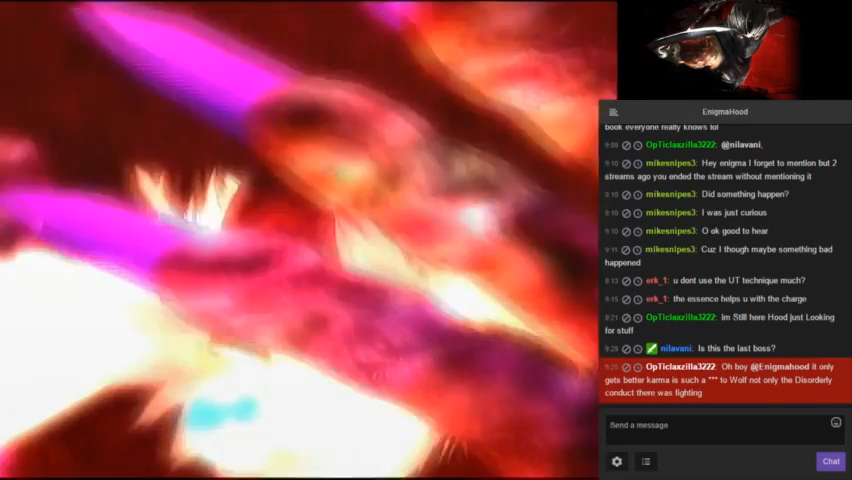 EnigmaHood
book everyone really knows lol
9:08 OpTiclaxzilla3222: @nilavani,
9:10 mikesnipes3: Hey enigma I forget to mention but 2
streams ago you ended the stream without mentioning it
9:10 mikesnipes3: Did something happen?
9:10 mikesnipes3: I was just curious
9:10 mikesnipes3: O ok good to hear
9:11 mikesnipes3: Cuz I though maybe something bad
happened
9:13 erk_1: u dont use the UT technique much?
9:15 erk_1: the essence helps u with the charge
9:21 OpTiclaxzilla3222: im Still here Hood just Looking
for stuff
9:25 nilavani: Is this the last boss?
9:25 OpTiclaxzilla3222: Oh boy @Enigmahood it only
gets better karma is such a *** to Wolf not only the Disorderly
conduct there was fighting
Send a message
Chat